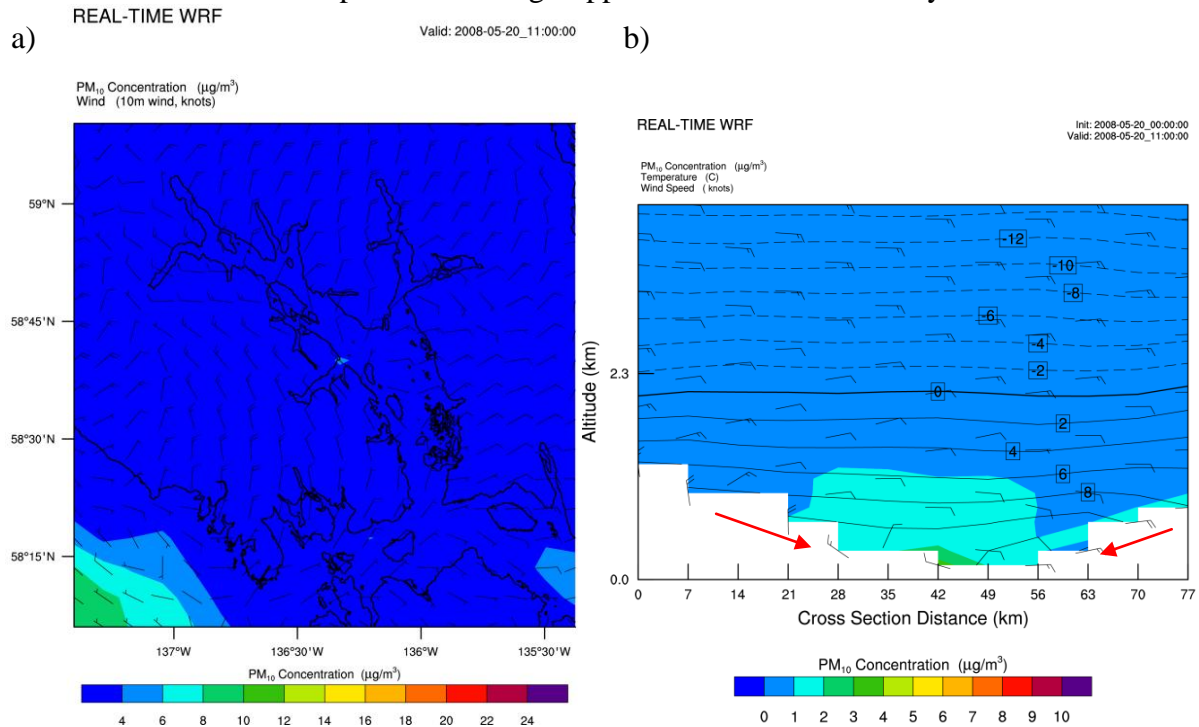 REAL-TIME WRF
Valid: 2008-05-20_11:00:00
a)
PM10 Concentration (µg/m3)
Wind (10m wind, knots)
59°N
58°45'N
58°30'N
58°15'N
137°W
136°30'W
136°W
135°30'W
PM10 Concentration (µg/m3)
4 6 8 10 12 14 16 18 20 22 24
b)
REAL-TIME WRF
Init: 2008-05-20_00:00:00
Valid: 2008-05-20_11:00:00
PM10 Concentration (µg/m3)
Temperature (C)
Wind Speed (knots)
Altitude (km)
2.3
0.0
-12
-10
-8
-6
-4
-2
0
2
4
6
8
0 7 14 21 28 35 42 49 56 63 70 77
Cross Section Distance (km)
PM10 Concentration (µg/m3)
0 1 2 3 4 5 6 7 8 9 10